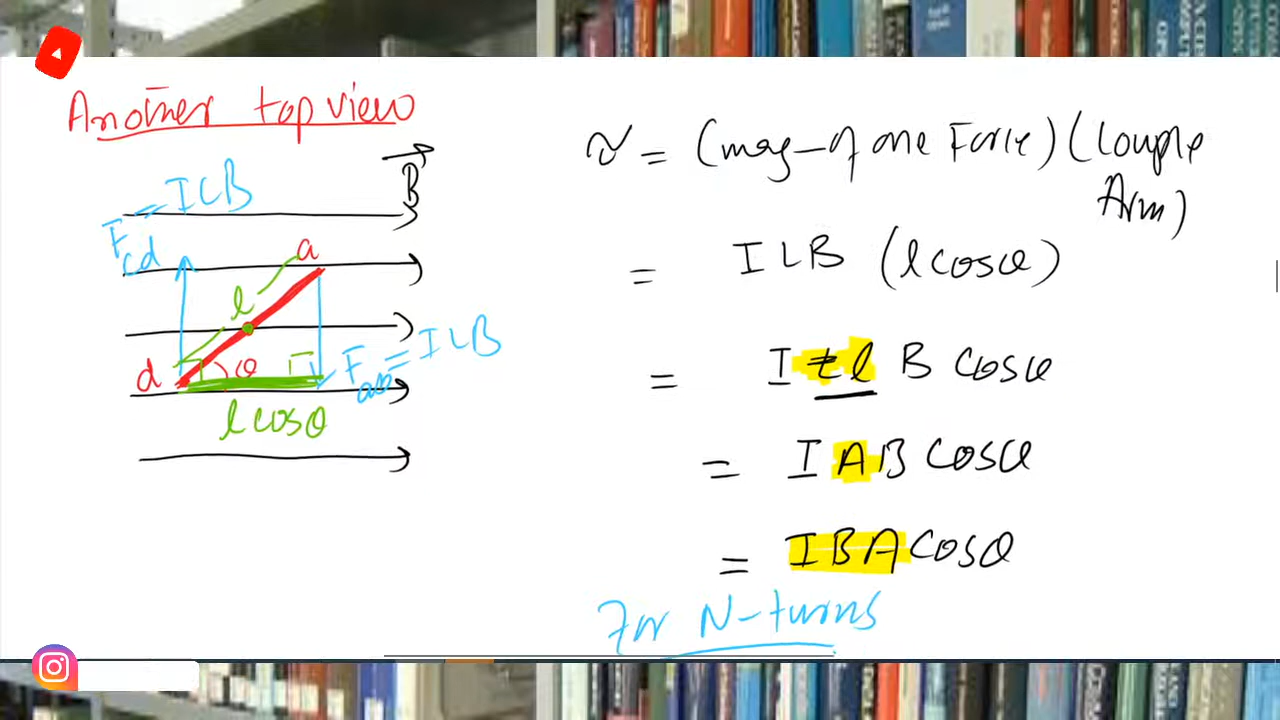 Another top view
B
F = ILB
cd
a
l
d
θ
F = ILB
ab
l cosθ
τ = (mag-of one Force) (Couple
Arm)
= ILB (l cosθ)
= I L l B cosθ
= I A B cosθ
= IBA cosθ
For N-turns